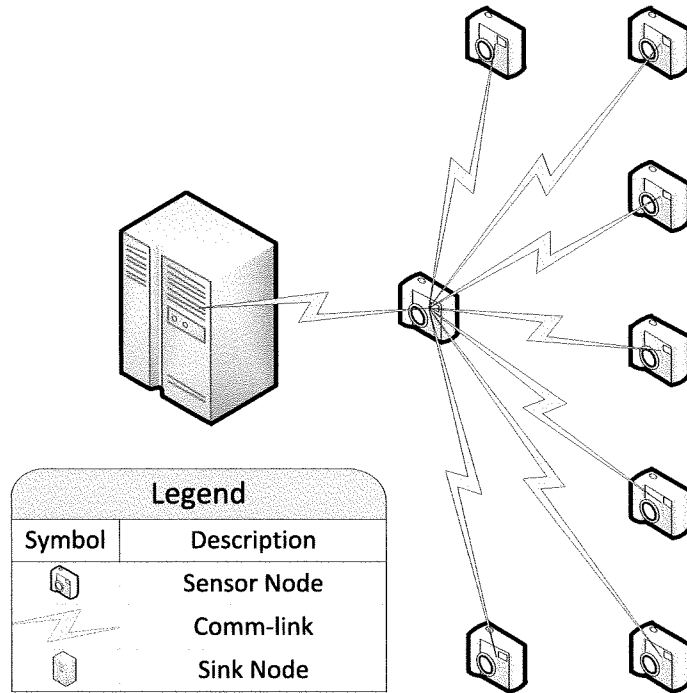 Legend
Symbol Description
Sensor Node
Comm-link
Sink Node